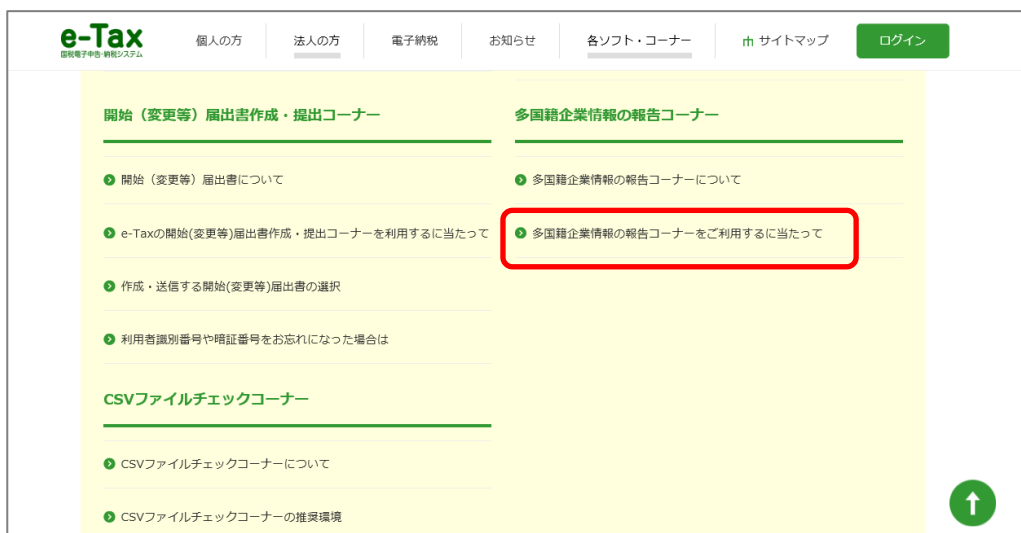 e-Tax
国税電子申告・納税システム
個人の方
法人の方
電子納税
お知らせ
各ソフト・コーナー
サイトマップ
ログイン
開始（変更等）届出書作成・提出コーナー
開始（変更等）届出書について
e-Taxの開始(変更等)届出書作成・提出コーナーを利用するに当たって
作成・送信する開始(変更等)届出書の選択
利用者識別番号や暗証番号をお忘れになった場合は
多国籍企業情報の報告コーナー
多国籍企業情報の報告コーナーについて
多国籍企業情報の報告コーナーをご利用するに当たって
CSVファイルチェックコーナー
CSVファイルチェックコーナーについて
CSVファイルチェックコーナーの推奨環境